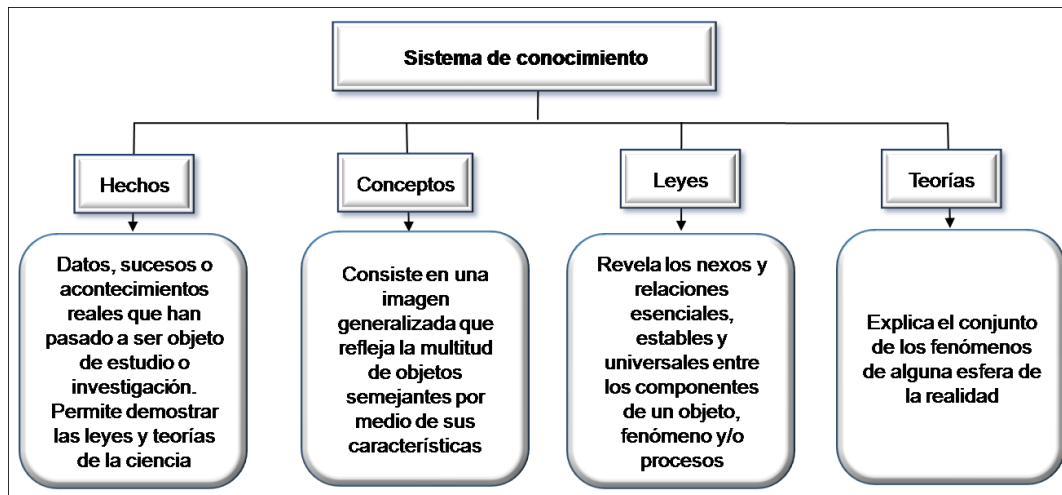 Sistema de conocimiento
Hechos
Conceptos
Leyes
Teorías
Datos, sucesos o
acontecimientos
reales que han
pasado a ser objeto
de estudio o
investigación.
Permite demostrar
las leyes y teorías
de la ciencia
Consiste en una
imagen
generalizada que
refleja la multitud
de objetos
semejantes por
medio de sus
características
Revela los nexos y
relaciones
esenciales,
estables y
universales entre
los componentes
de un objeto,
fenómeno y/o
procesos
Explica el conjunto
de los fenómenos
de alguna esfera de
la realidad